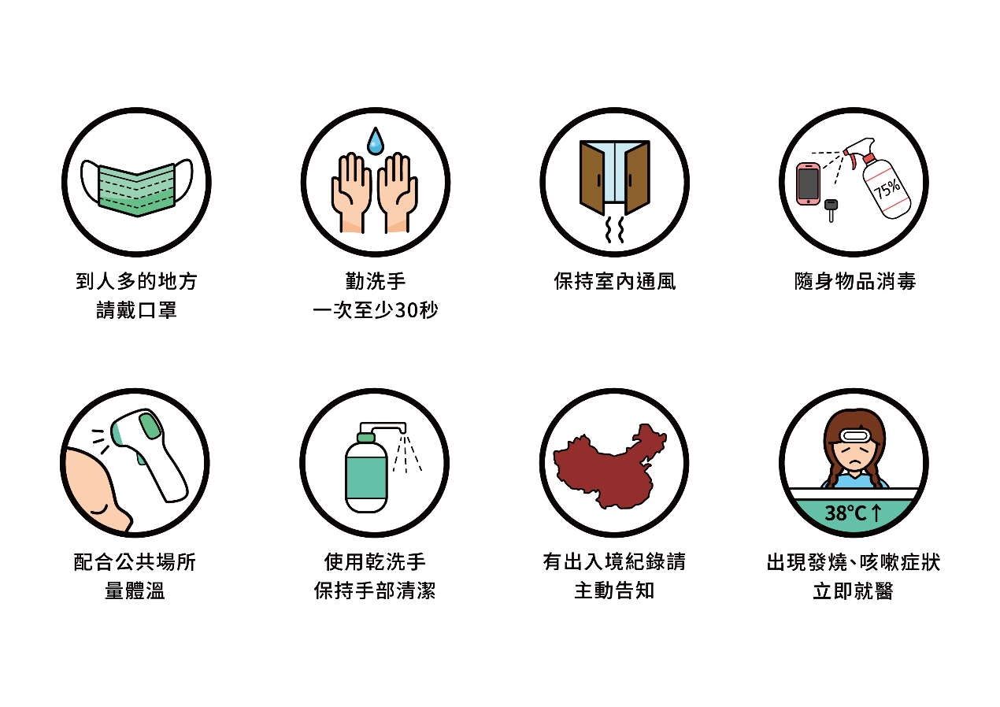 75%
到人多的地方
請戴口罩
勤洗手
一次至少30秒
保持室內通風
隨身物品消毒
38℃↑
配合公共場所
量體溫
使用乾洗手
保持手部清潔
有出入境紀錄請
主動告知
出現發燒、咳嗽症狀
立即就醫